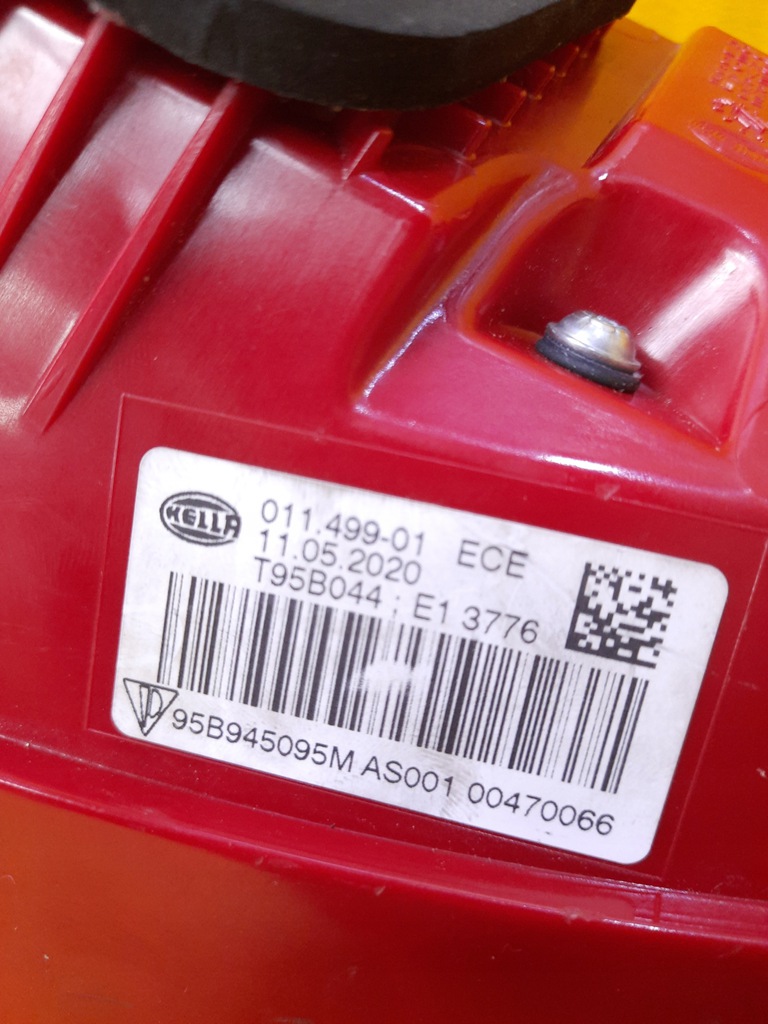 HELLA
011.499-01 ECE
11.05.2020
T95B044 : E1 3776
95B945095M AS001 00470066